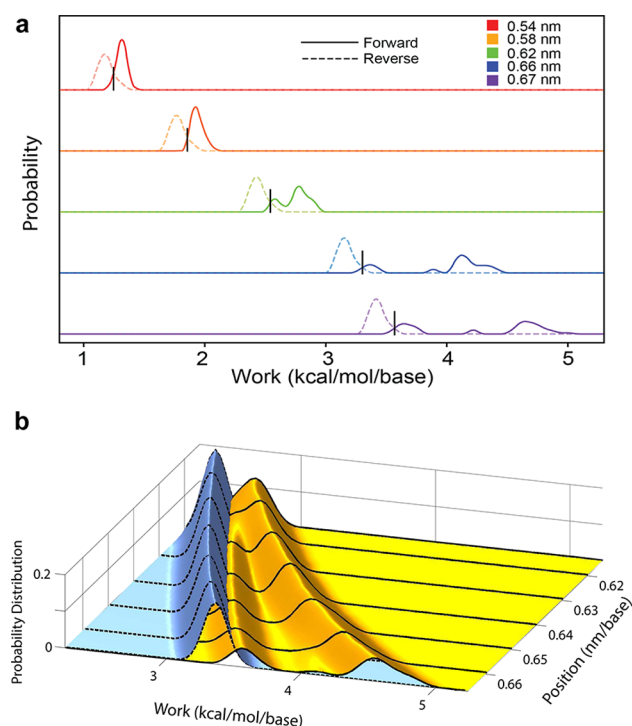 a
Forward
Reverse
0.54 nm
0.58 nm
0.62 nm
0.66 nm
0.67 nm
Probability
1 2 3 4 5
Work (kcal/mol/base)
b
Probability Distribution
0.2
0
3 4 5
Work (kcal/mol/base)
0.62
0.63
0.64
0.65
0.66
Position (nm/base)